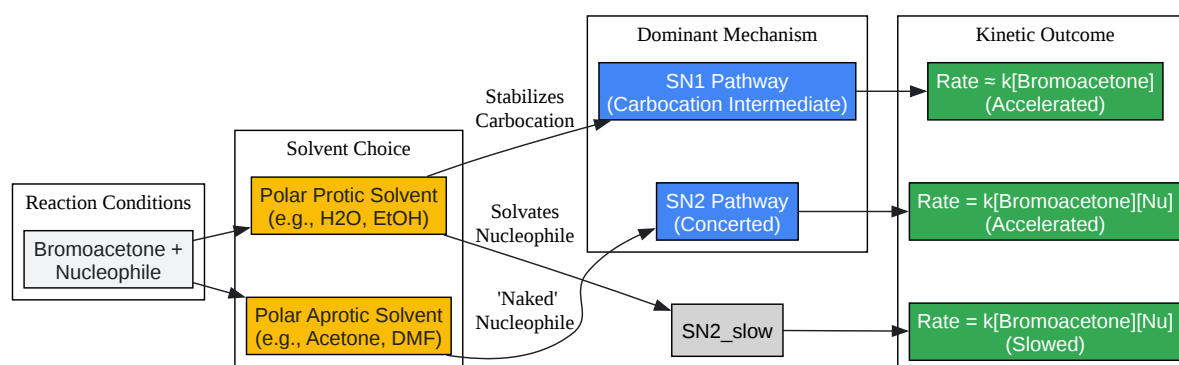 Reaction Conditions
Bromoacetone +
Nucleophile
Solvent Choice
Polar Protic Solvent
(e.g., H2O, EtOH)
Polar Aprotic Solvent
(e.g., Acetone, DMF)
Stabilizes
Carbocation
Solvates
Nucleophile
'Naked'
Nucleophile
Dominant Mechanism
SN1 Pathway
(Carbocation Intermediate)
SN2 Pathway
(Concerted)
SN2_slow
Kinetic Outcome
Rate ≈ k[Bromoacetone]
(Accelerated)
Rate = k[Bromoacetone][Nu]
(Accelerated)
Rate = k[Bromoacetone][Nu]
(Slowed)